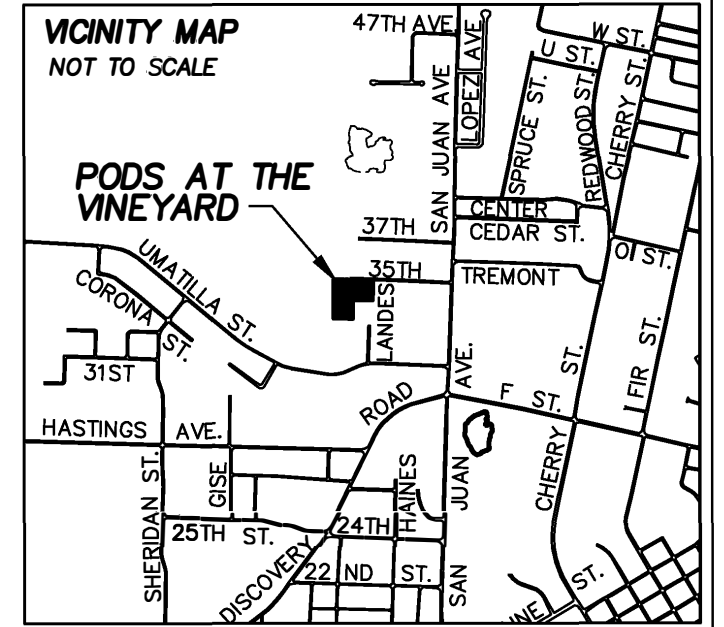 VICINITY MAP
NOT TO SCALE
47TH AVE.
SAN JUAN AVE
LOPEZ AVE
W ST.
U ST.
SPRUCE ST.
REDWOOD ST.
CHERRY ST.
PODS AT THE
VINEYARD
CENTER
CEDAR ST.
37TH
35TH
TREMONT
O ST.
UMATILLA ST.
CORONA ST.
LANDES
31ST
AVE.
ROAD
F ST.
ST.
FIR ST.
HASTINGS AVE.
SHERIDAN ST.
GISE
HAINES
JUAN
CHERRY
25TH ST.
24TH
DISCOVERY
22 ND ST.
SAN
ST.